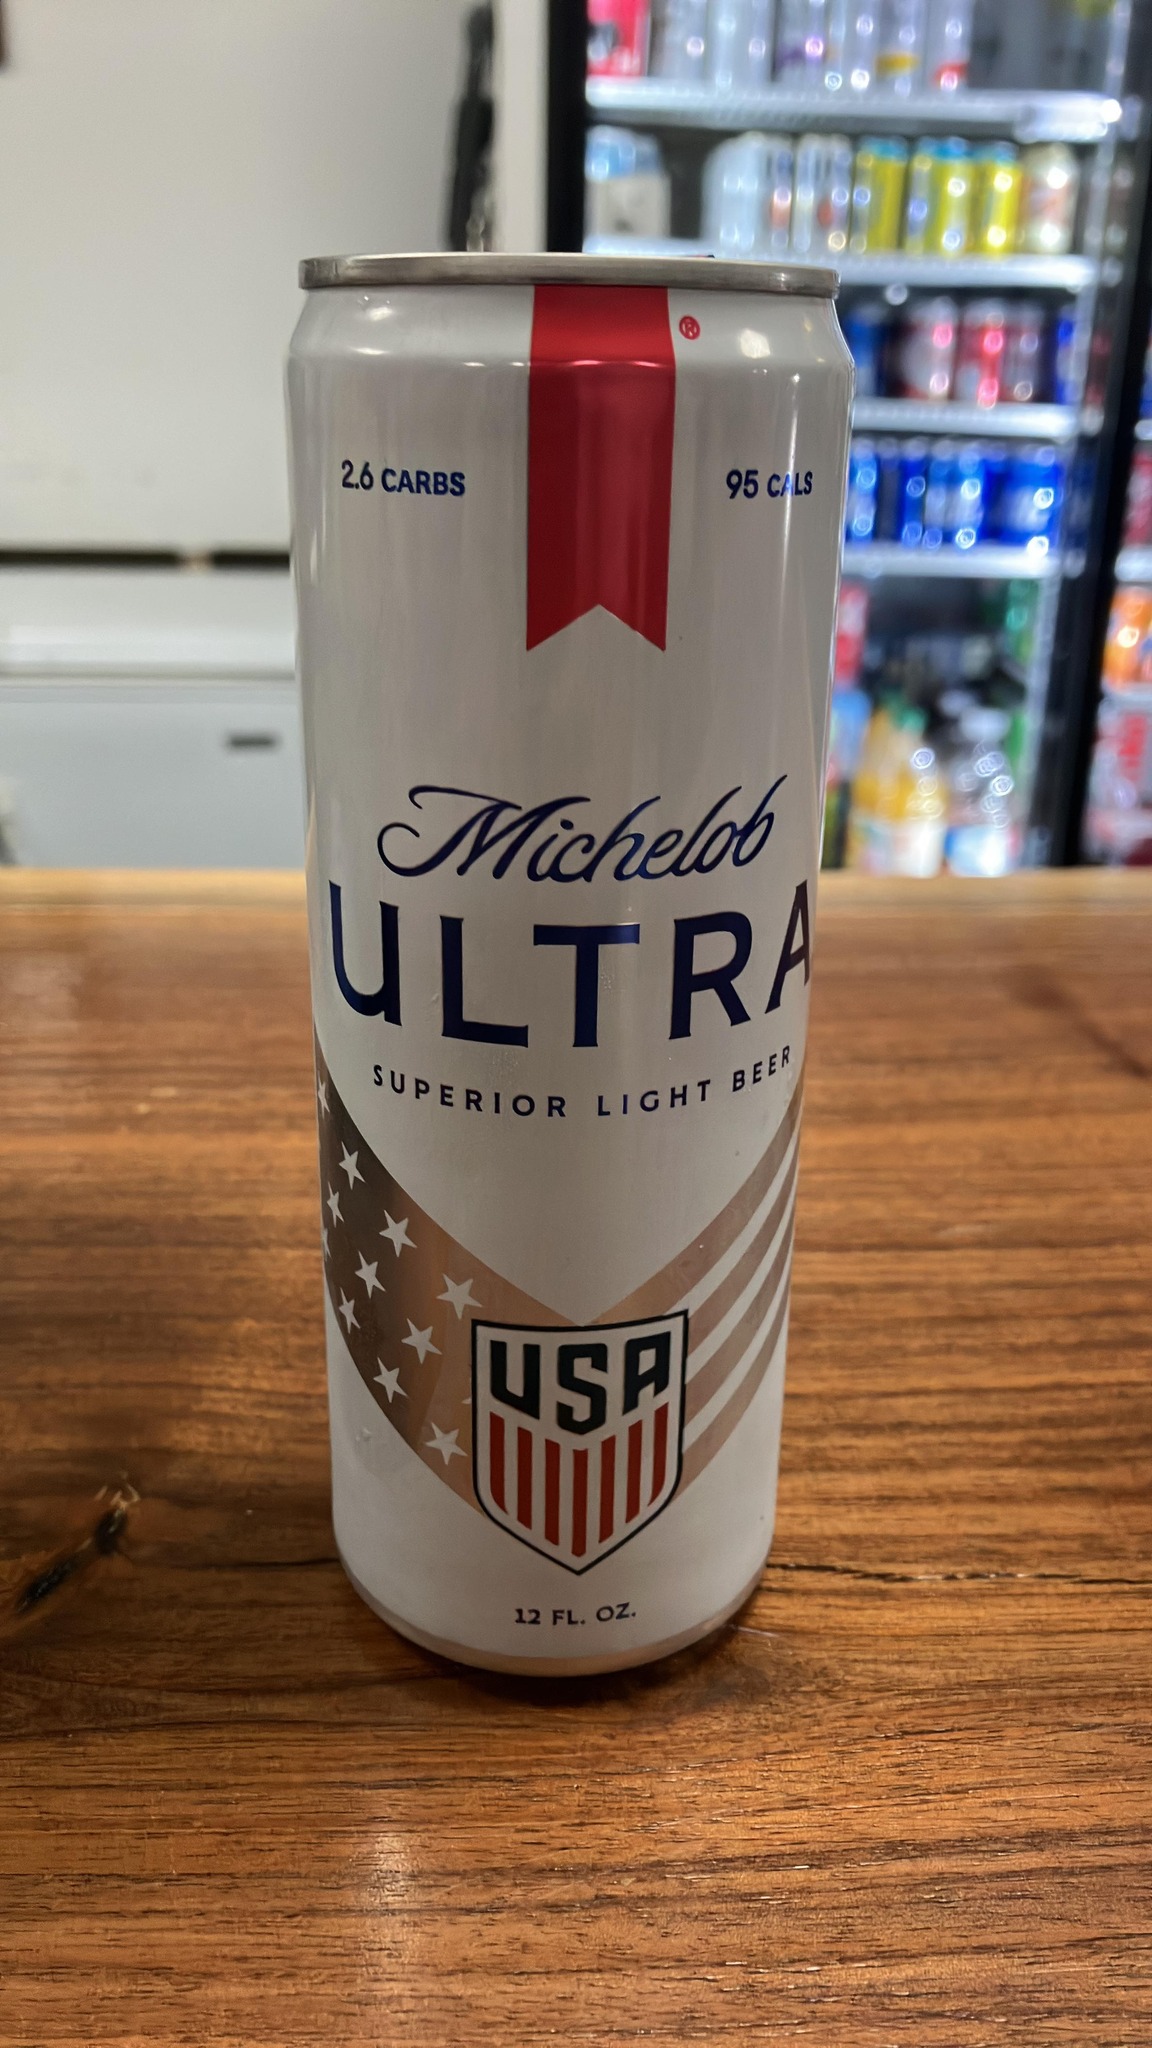 ®
2.6 CARBS
95 CALS
Michelob
ULTRA
SUPERIOR LIGHT BEER
USA
12 FL. OZ.